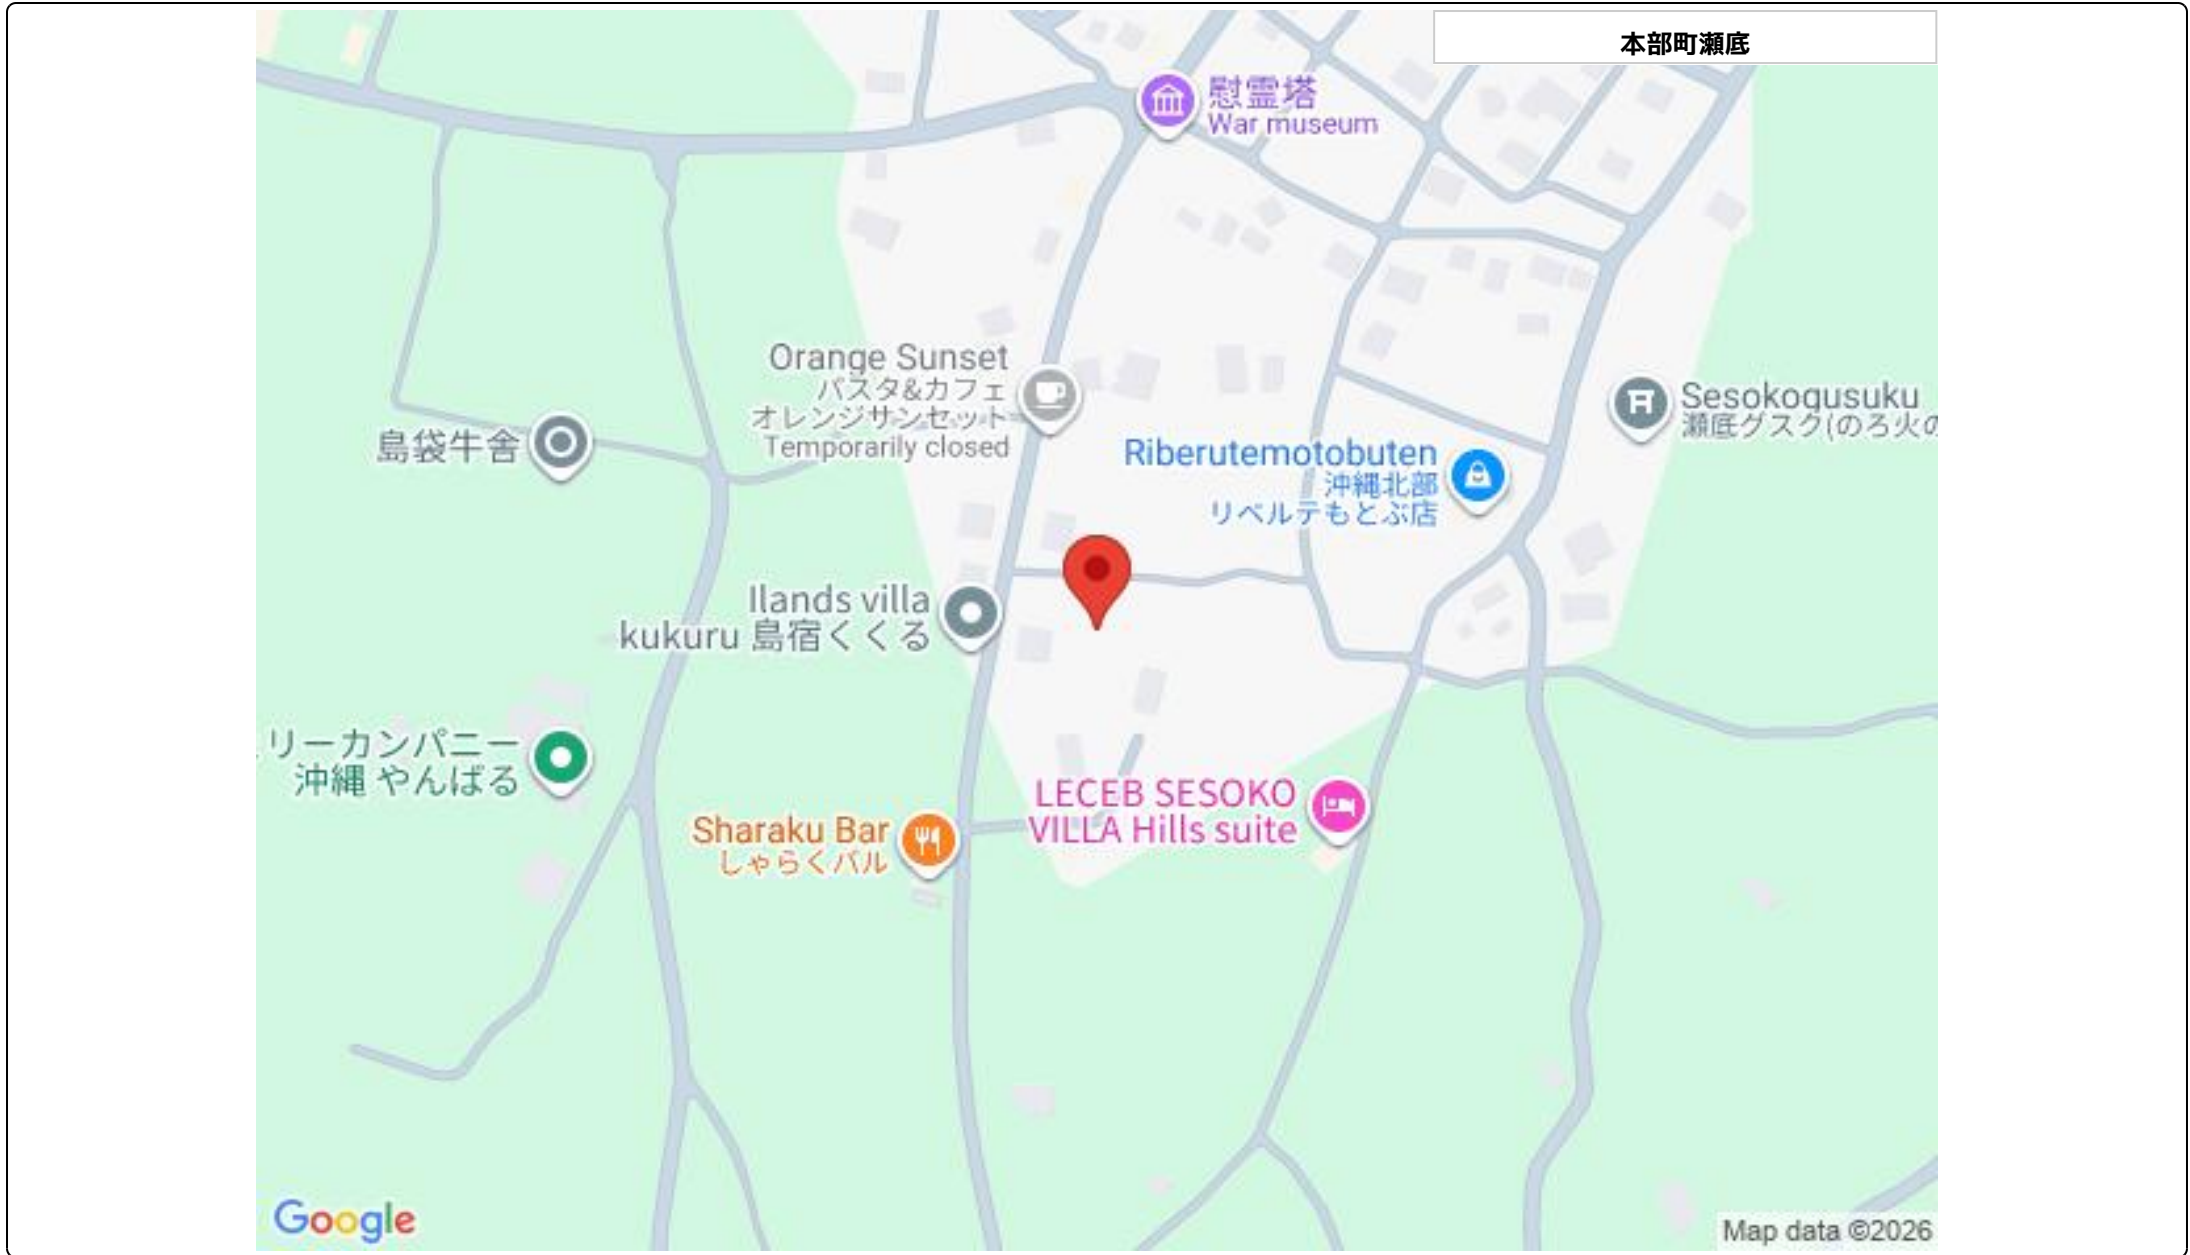 本部町瀬底
慰霊塔
War museum
Orange Sunset
パスタ&カフェ
オレンジサンセット
Temporarily closed
Sesokogusuku
瀬底グスク(のろ火の
島袋牛舎
Riberutemotobuten
沖縄北部
リベルテもとぶ店
Ilands villa
kukuru 島宿くくる
リーカンパニー
沖縄 やんばる
LECEB SESOKO
VILLA Hills suite
Sharaku Bar
しゃらくバル
Google
Map data ©2026